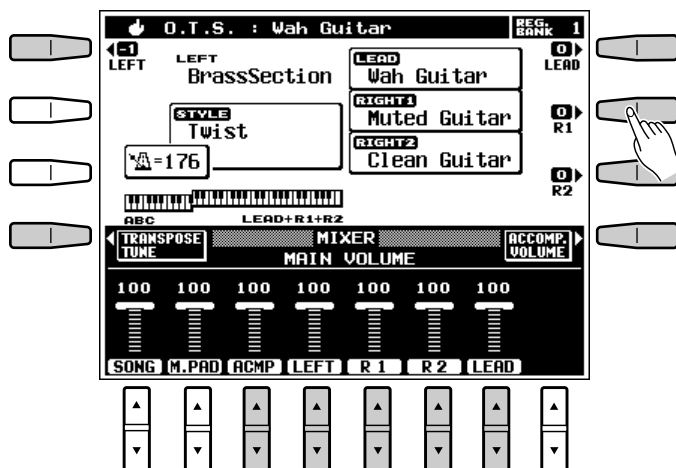 O.T.S. : Wah Guitar
REG. BANK 1
-1
LEFT
LEFT
BrassSection
LEAD
Wah Guitar
0
LEAD
RIGHT1
Muted Guitar
0
R1
STYLE
Twist
RIGHT2
Clean Guitar
=176
0
R2
ABC
LEAD+R1+R2
TRANSPOSE
TUNE
MIXER
MAIN VOLUME
ACCOMP.
VOLUME
100 100 100 100 100 100 100
SONG M.PAD ACMP LEFT R 1 R 2 LEAD